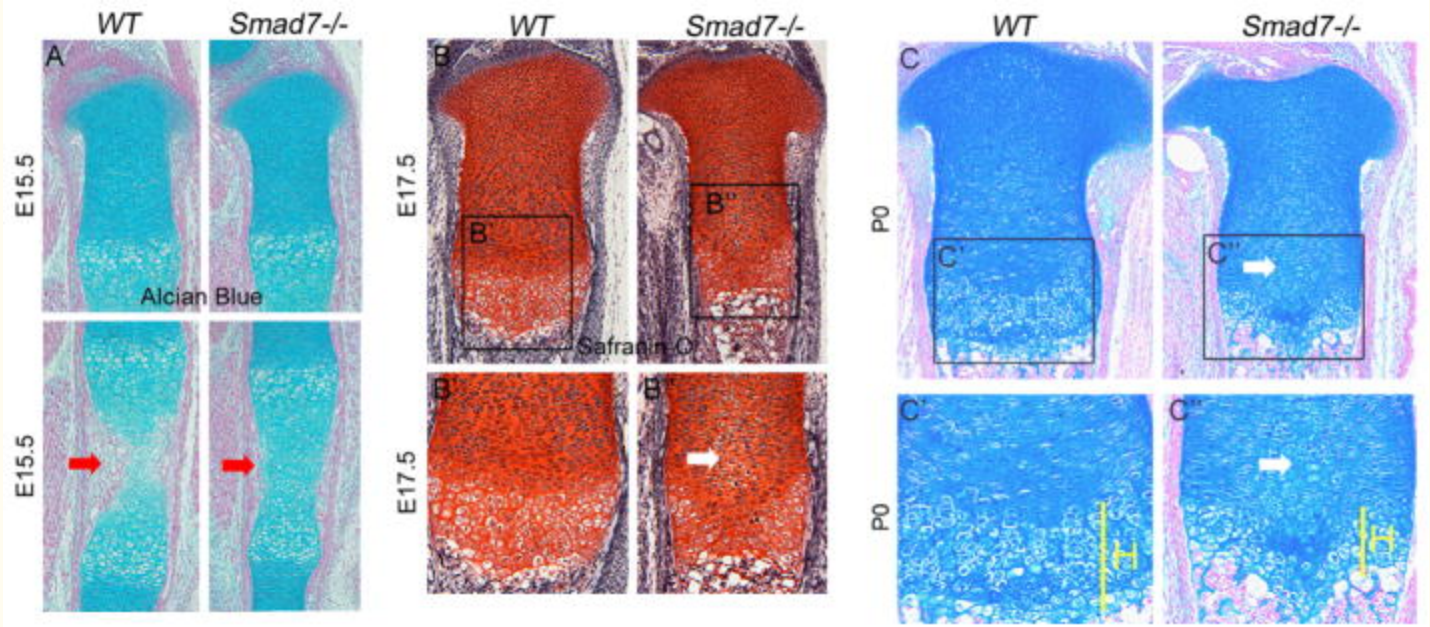 WT Smad7-/- WT Smad7-/- WT Smad7-/-
A B C
E15.5 E17.5 P0
B' B'' C' C''
Alcian Blue Safranin-O
B' B'' C' C''
E15.5 E17.5 P0
H H